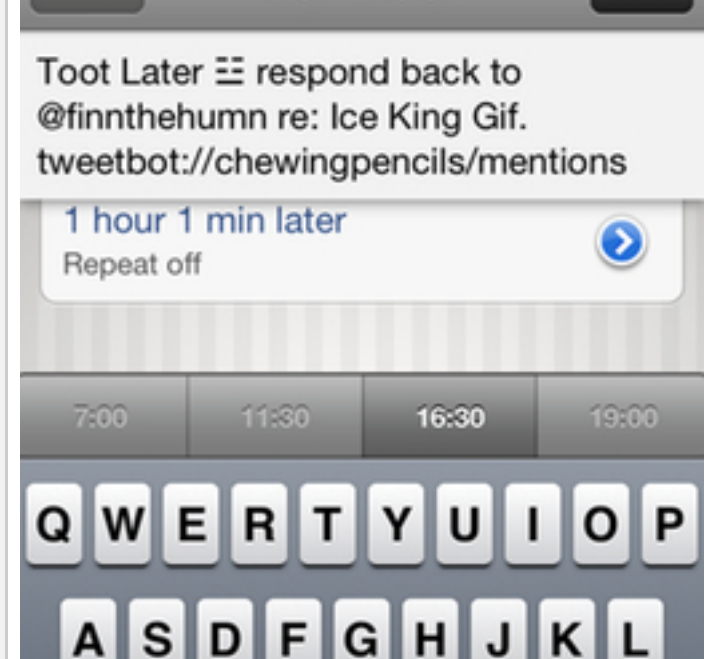 Toot Later ☳ respond back to
@finnthehumn re: Ice King Gif.
tweetbot://chewingpencils/mentions
1 hour 1 min later
Repeat off
7:00 11:30 16:30 19:00
Q W E R T Y U I O P
A S D F G H J K L